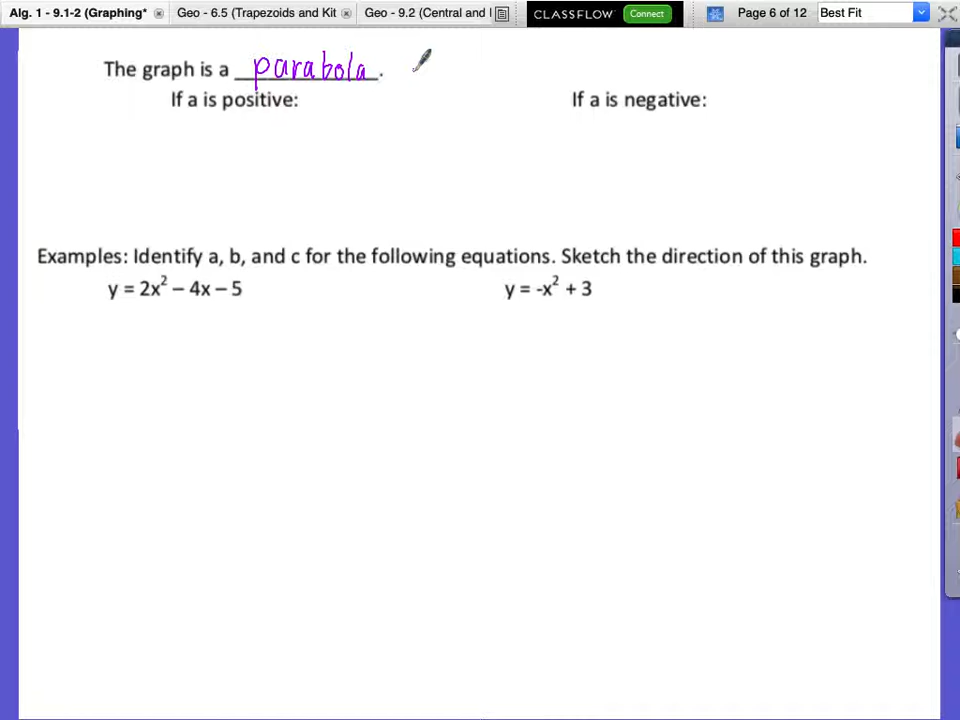 Alg. 1 - 9.1-2 (Graphing* Geo - 6.5 (Trapezoids and Kit Geo - 9.2 (Central and I CLASSFLOW Connect Page 6 of 12 Best Fit
The graph is a parabola.
If a is positive: If a is negative:
Examples: Identify a, b, and c for the following equations. Sketch the direction of this graph.
y = 2x² – 4x – 5 y = -x² + 3